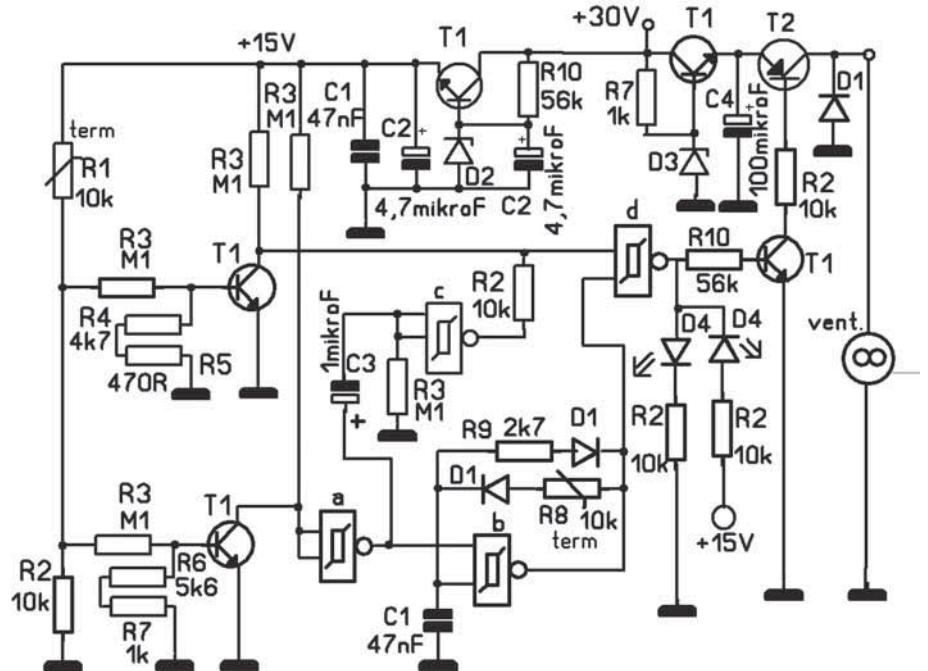 +30V
T1
T2
+15V
T1
R10
56k
R7
1k
C4
100mikroF
D1
R3
M1
C1
47nF
C2
+
+
+
term
R1
10k
R3
M1
D2
4,7mikroF
C2
4,7mikroF
D3
R2
10k
d
R3
M1
T1
R10
56k
T1
R4
4k7
R5
470R
1mikroF
C3
+
c
R2
10k
R3
M1
D4
D4
vent.
R9
2k7
D1
R2
10k
R2
10k
D1
R8
10k
term
+15V
R3
M1
T1
a
b
R2
10k
R6
5k6
R7
1k
C1
47nF